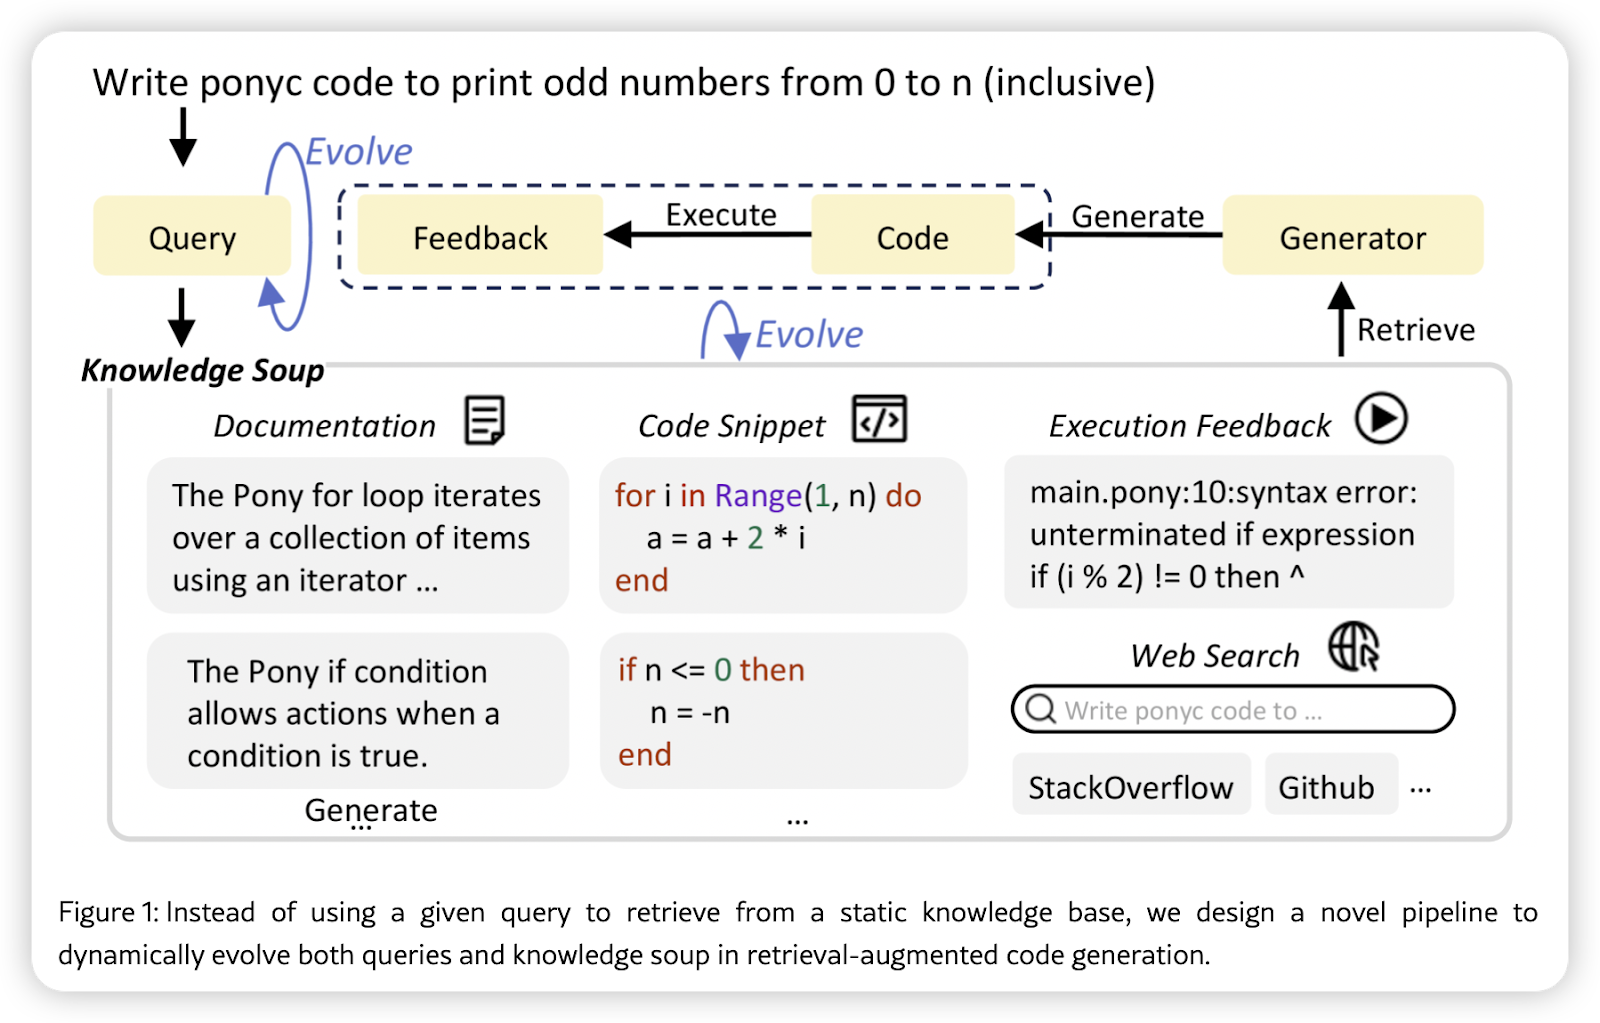 Write ponyc code to print odd numbers from 0 to n (inclusive)
Evolve
Query
Feedback
Execute
Code
Generate
Generator
Evolve
Retrieve
Knowledge Soup
Documentation
The Pony for loop iterates
over a collection of items
using an iterator ...
The Pony if condition
allows actions when a
condition is true.
Generate
...
Code Snippet
</>
for i in Range(1, n) do
a = a + 2 * i
end
if n <= 0 then
n = -n
end
...
Execution Feedback
main.pony:10:syntax error:
unterminated if expression
if (i % 2) != 0 then ^
Web Search
Write ponyc code to ...
StackOverflow
Github
...
Figure 1: Instead of using a given query to retrieve from a static knowledge base, we design a novel pipeline to
dynamically evolve both queries and knowledge soup in retrieval-augmented code generation.